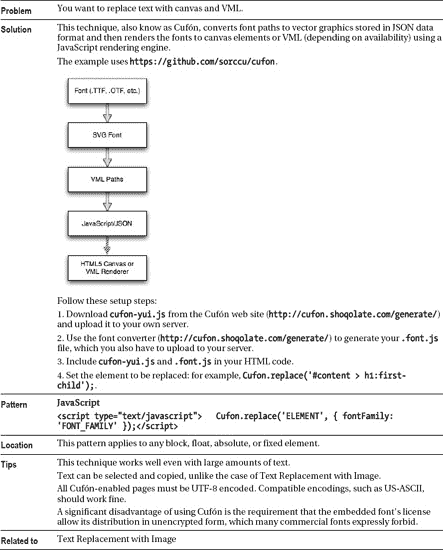 Problem
You want to replace text with canvas and VML.
Solution
This technique, also know as Cufón, converts font paths to vector graphics stored in JSON data
format and then renders the fonts to canvas elements or VML (depending on availability) using a
JavaScript rendering engine.
The example uses https://github.com/sorccu/cufon.
Font (.TTF, .OTF, etc.)
SVG Font
VML Paths
JavaScript/JSON
HTML5 Canvas or
VML Renderer
Follow these setup steps:
1. Download cufon-yui.js from the Cufón web site (http://cufon.shoqolate.com/generate/)
and upload it to your own server.
2. Use the font converter (http://cufon.shoqolate.com/generate/) to generate your .font.js
file, which you also have to upload to your server.
3. Include cufon-yui.js and .font.js in your HTML code.
4. Set the element to be replaced: for example, Cufon.replace('#content > h1:first-
child');.
Pattern
JavaScript
<script type="text/javascript"> Cufon.replace('ELEMENT', { fontFamily:
'FONT_FAMILY' });</script>
Location
This pattern applies to any block, float, absolute, or fixed element.
Tips
This technique works well even with large amounts of text.
Text can be selected and copied, unlike the case of Text Replacement with Image.
All Cufón-enabled pages must be UTF-8 encoded. Compatible encodings, such as US-ASCII,
should work fine.
A significant disadvantage of using Cufón is the requirement that the embedded font's license
allow its distribution in unencrypted form, which many commercial fonts expressly forbid.
Related to
Text Replacement with Image